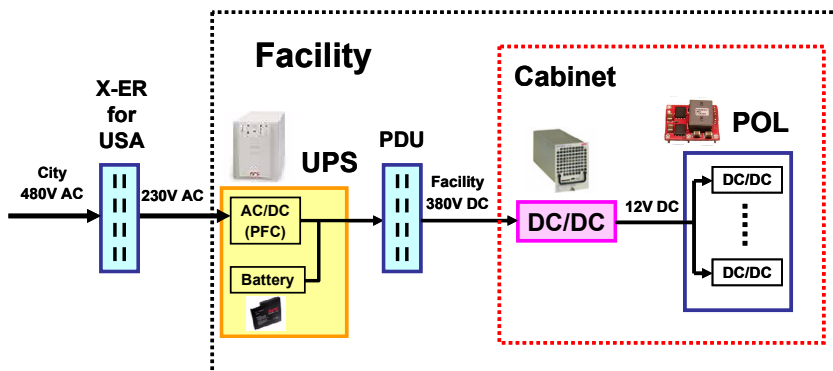 Facility
Cabinet
X-ER
for
USA
UPS
PDU
POL
City
480V AC
230V AC
AC/DC
(PFC)
Battery
Facility
380V DC
DC/DC
12V DC
DC/DC
DC/DC